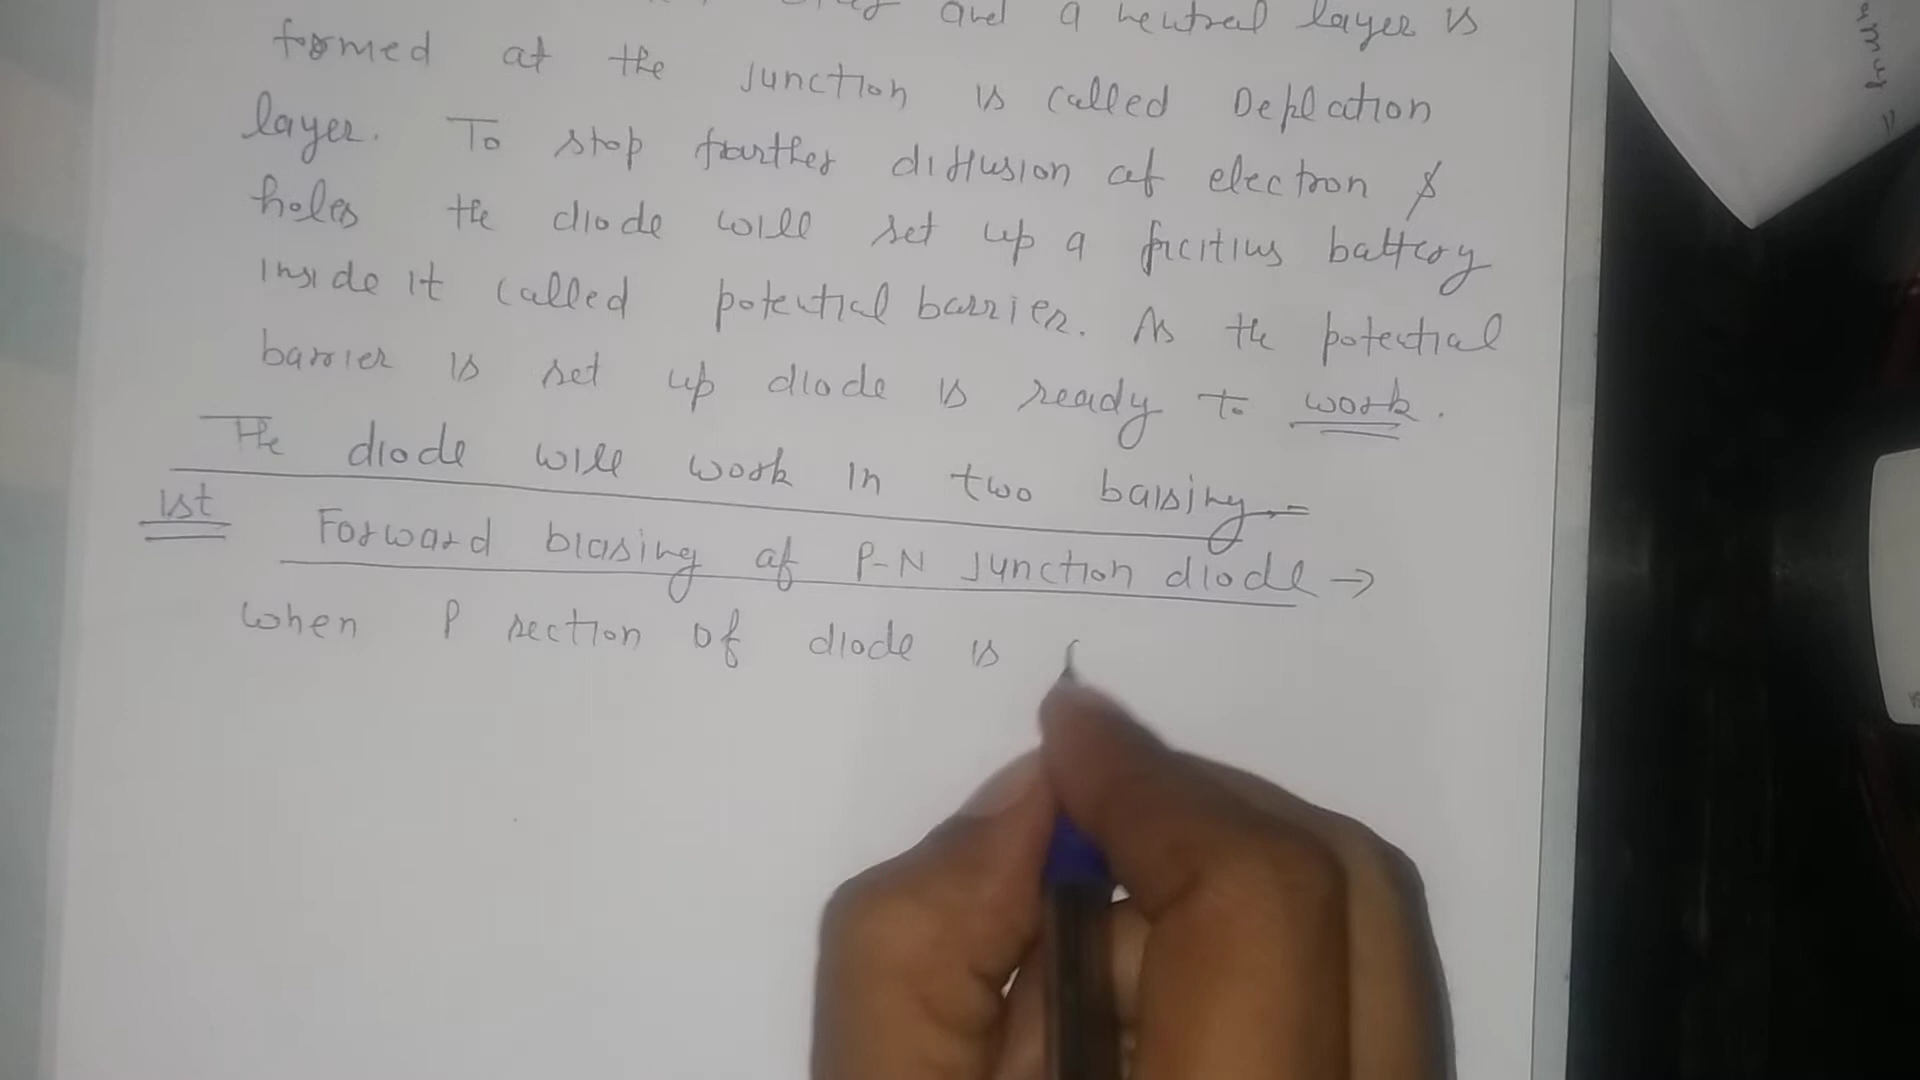 and a neutral layer is
formed at the junction is called Deplection
layer. To stop further diffusion of electron &
holes the diode will set up a ficitius battery
inside it called potential barrier. As the potential
barrier is set up diode is ready to work.
The diode will work in two baising =
1st Forward biasing of P-N Junction diode →
when P section of diode is